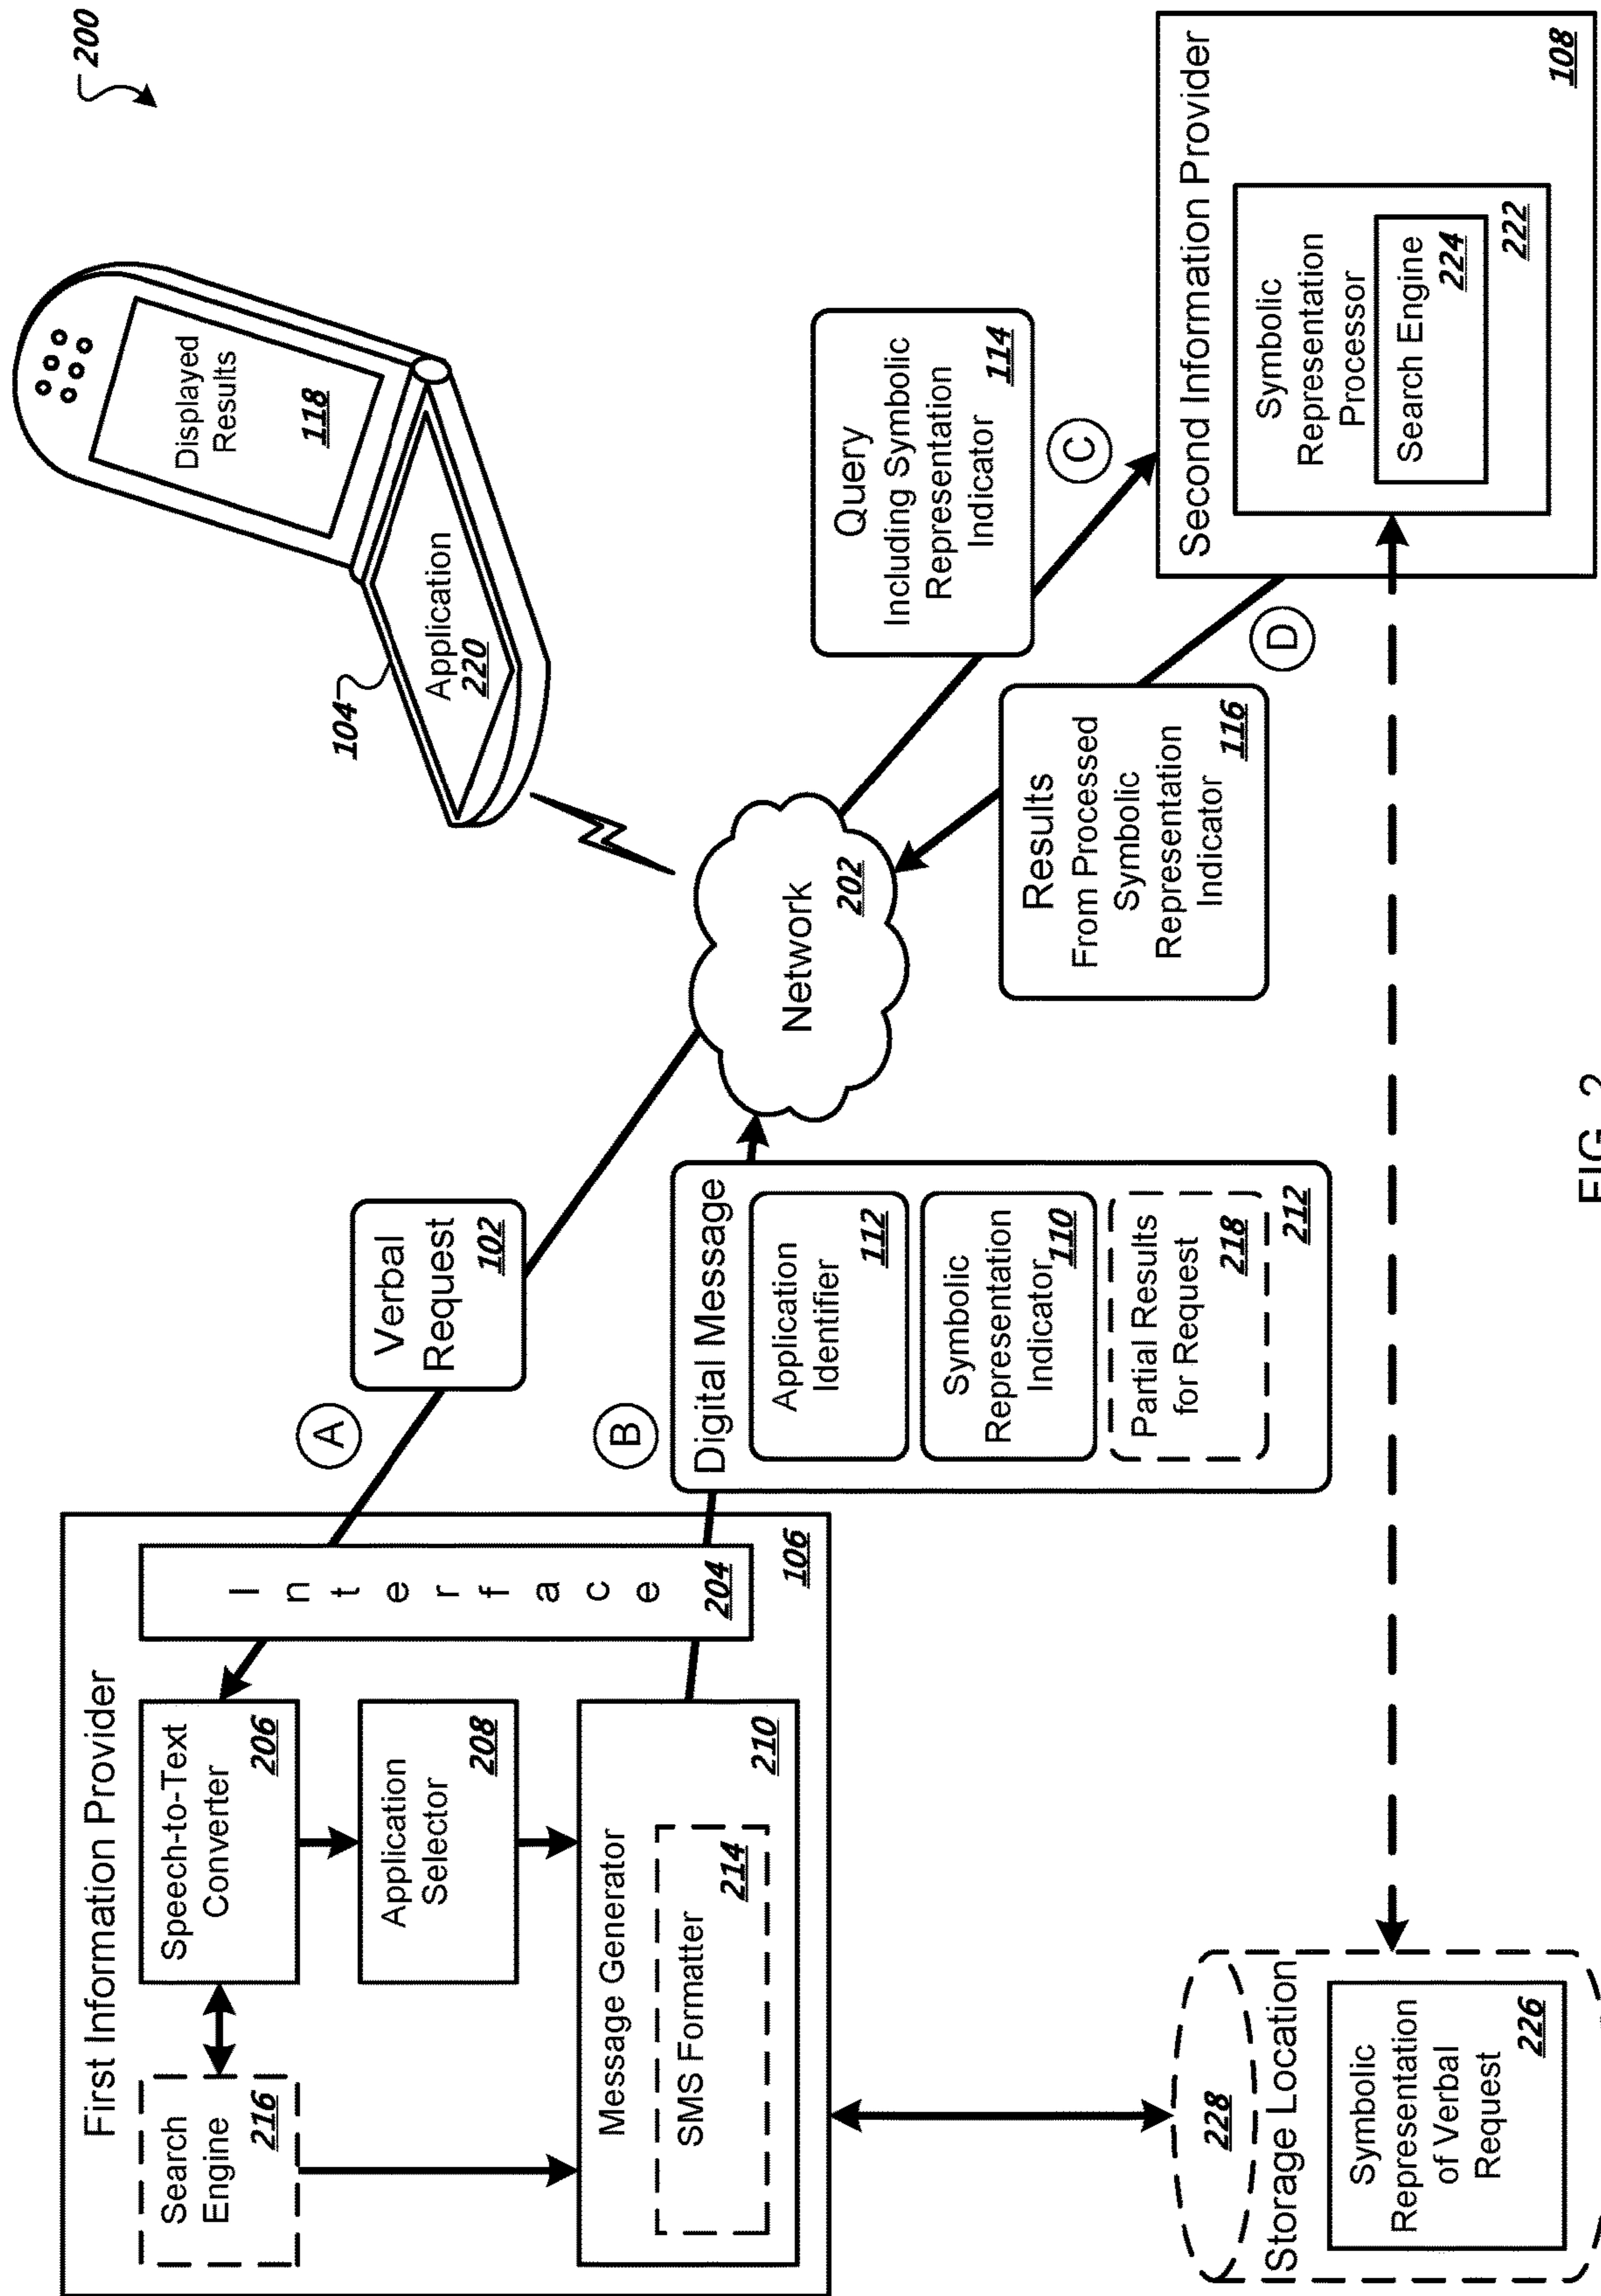 200
First Information Provider
Search
Engine
216
Speech-to-Text
Converter
206
Application
Selector
208
Message Generator
210
SMS Formatter
214
Interface
204
106
A
Verbal
Request
102
B
Digital Message
Application
Identifier
112
Symbolic
Representation
Indicator
110
Partial Results
for Request
218
212
Network
202
104
Application
220
Displayed
Results
118
Query
Including Symbolic
Representation
Indicator
114
C
Results
From Processed
Symbolic
Representation
Indicator
116
D
Second Information Provider
Symbolic
Representation
Processor
Search Engine
224
222
108
228
Storage Location
Symbolic
Representation
of Verbal
Request
226
FIG. 2